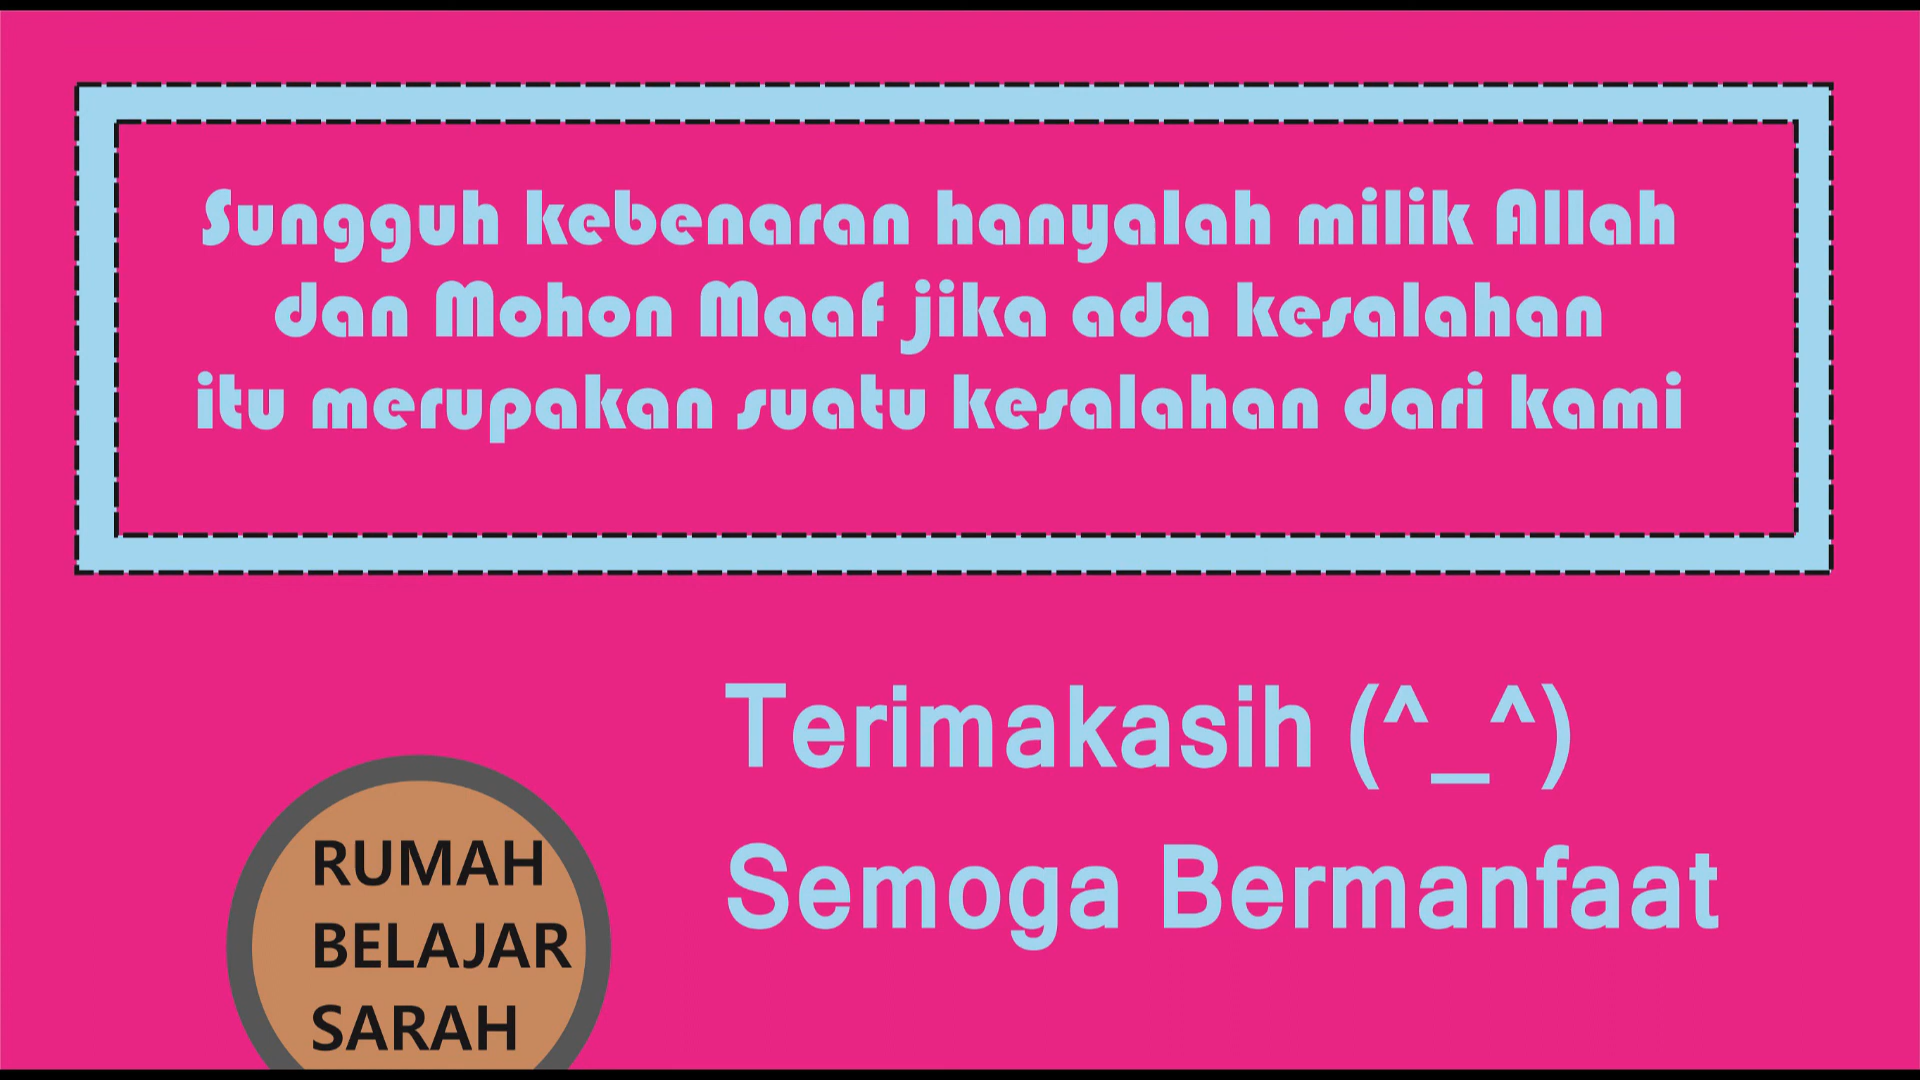 Sungguh kebenaran hanyalah milik Allah
dan Mohon Maaf jika ada kesalahan
itu merupakan suatu kesalahan dari kami
Terimakasih (^_^)
Semoga Bermanfaat
RUMAH
BELAJAR
SARAH